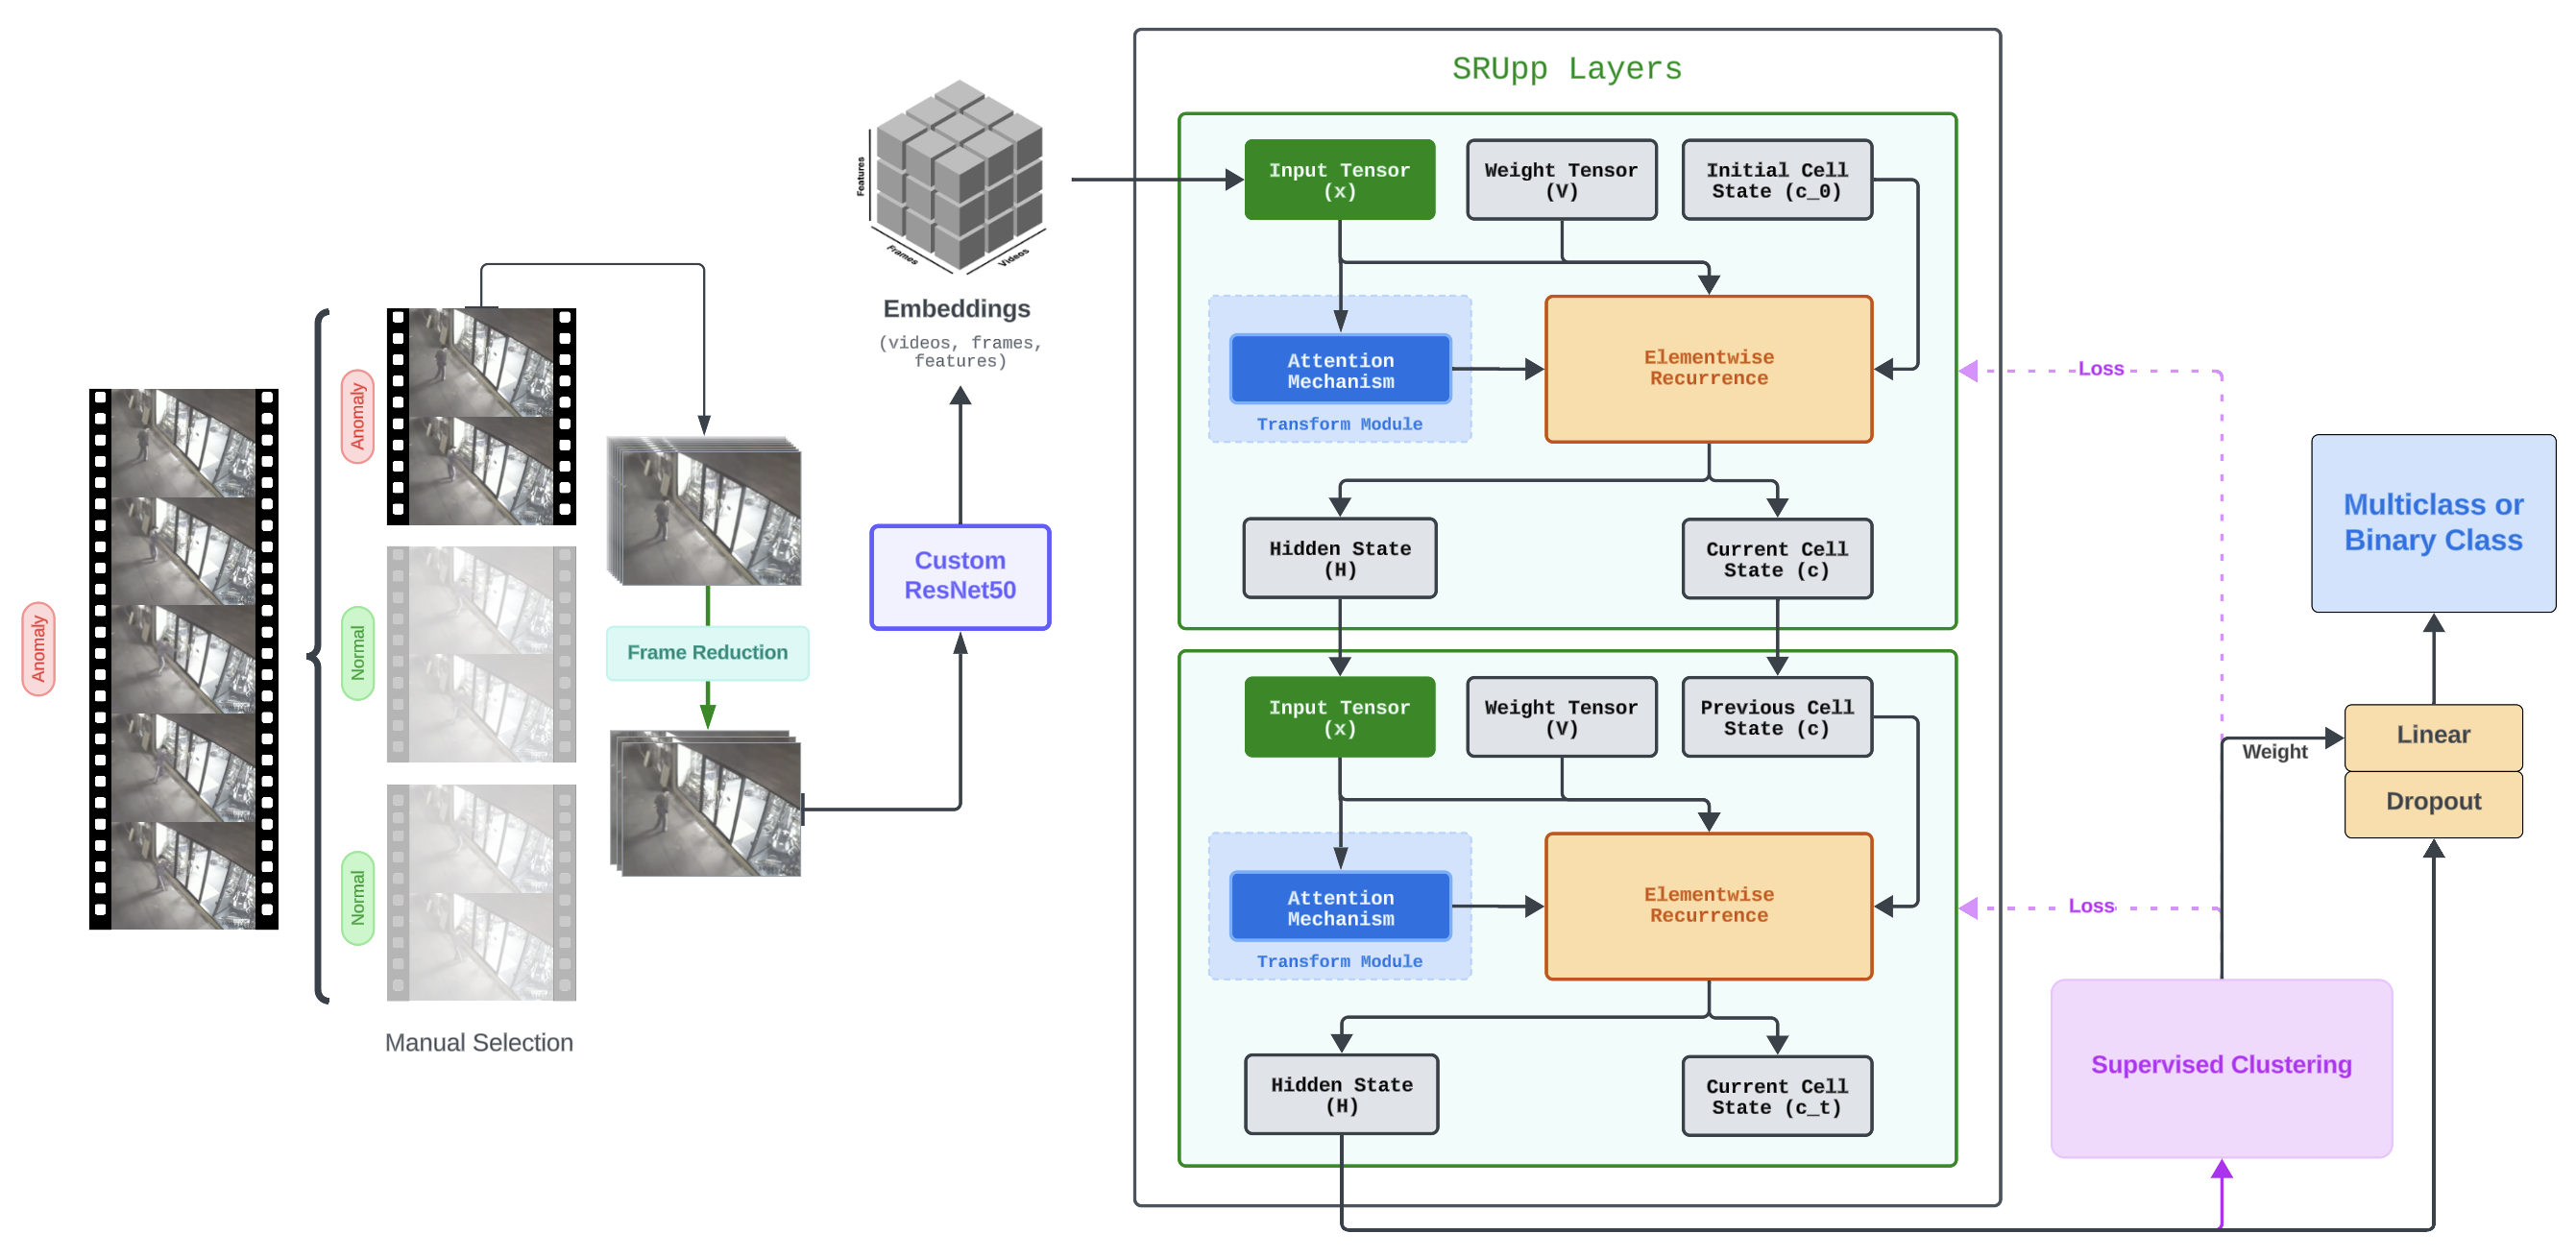 Anomaly
Anomaly
Normal
Normal
Manual Selection
Frame Reduction
Custom
ResNet50
Features
Frames
Videos
Embeddings
(videos, frames,
features)
SRUpp Layers
Input Tensor
(x)
Weight Tensor
(V)
Initial Cell
State (c_0)
Attention
Mechanism
Transform Module
Elementwise
Recurrence
Hidden State
(H)
Current Cell
State (c)
Input Tensor
(x)
Weight Tensor
(V)
Previous Cell
State (c)
Attention
Mechanism
Transform Module
Elementwise
Recurrence
Hidden State
(H)
Current Cell
State (c_t)
Loss
Loss
Supervised Clustering
Weight
Linear
Dropout
Multiclass or
Binary Class